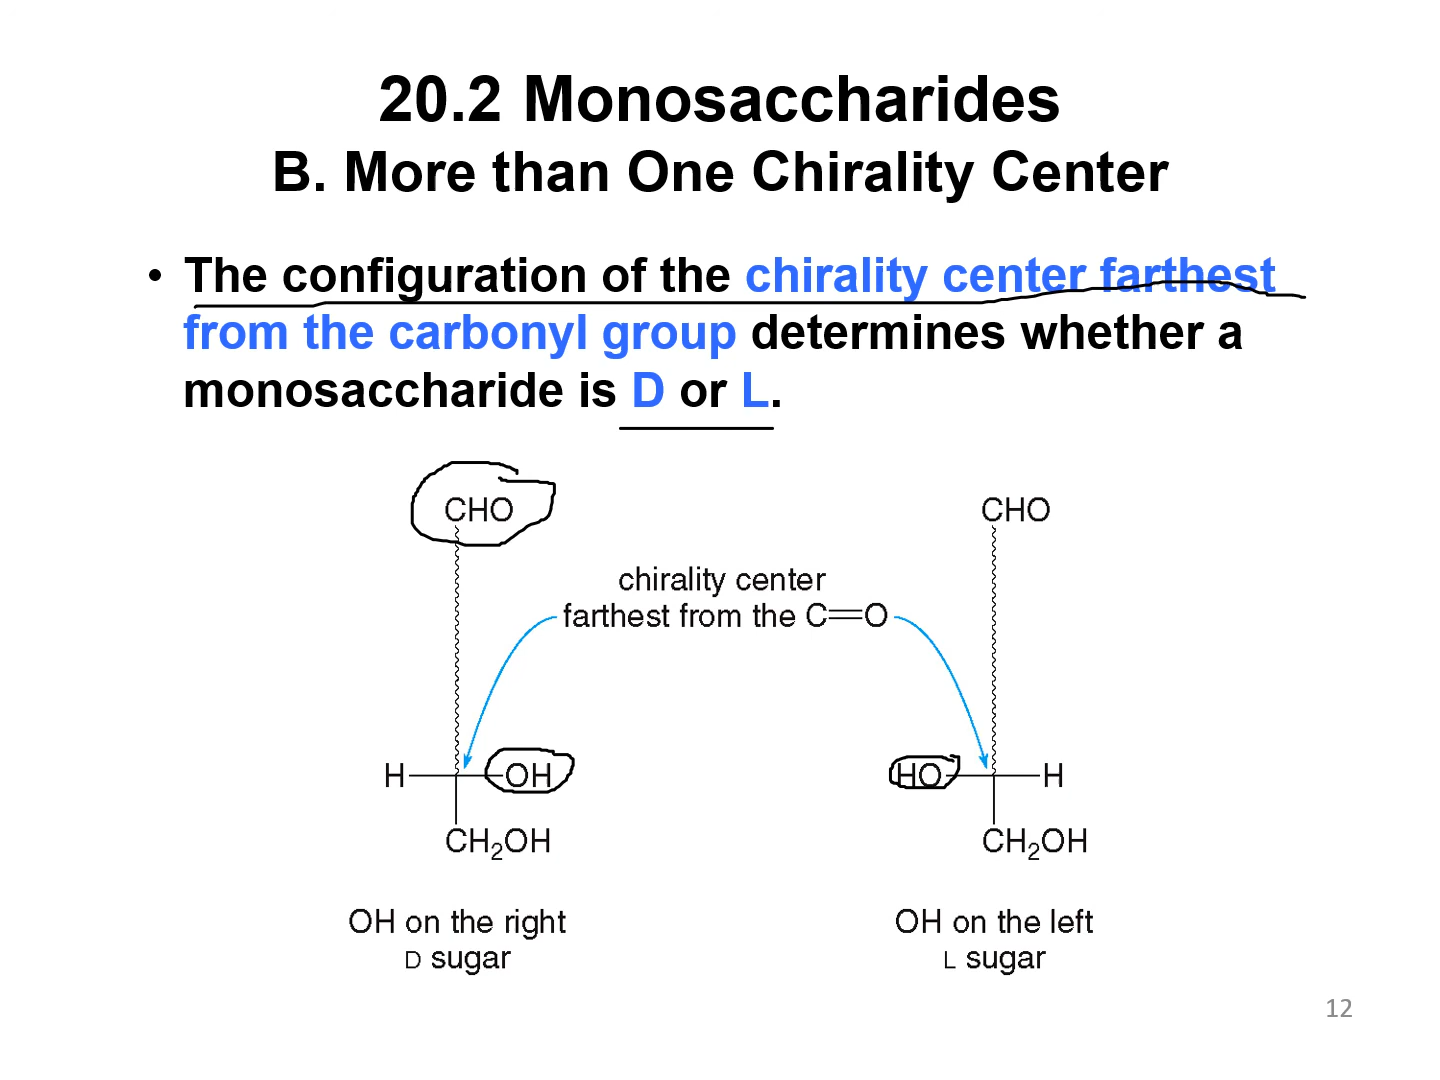 20.2 Monosaccharides
B. More than One Chirality Center
• The configuration of the chirality center farthest
from the carbonyl group determines whether a
monosaccharide is D or L.
CHO
CHO
chirality center
farthest from the C=O
H OH
HO H
CH₂OH
CH₂OH
OH on the right
D sugar
OH on the left
L sugar
12